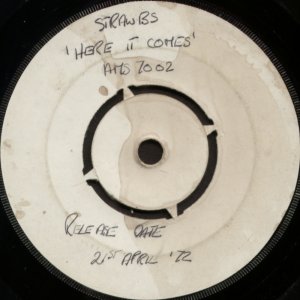 STRAWBS
'HERE IT COMES'
AMS 7002
RELEASE DATE
21ST APRIL '72